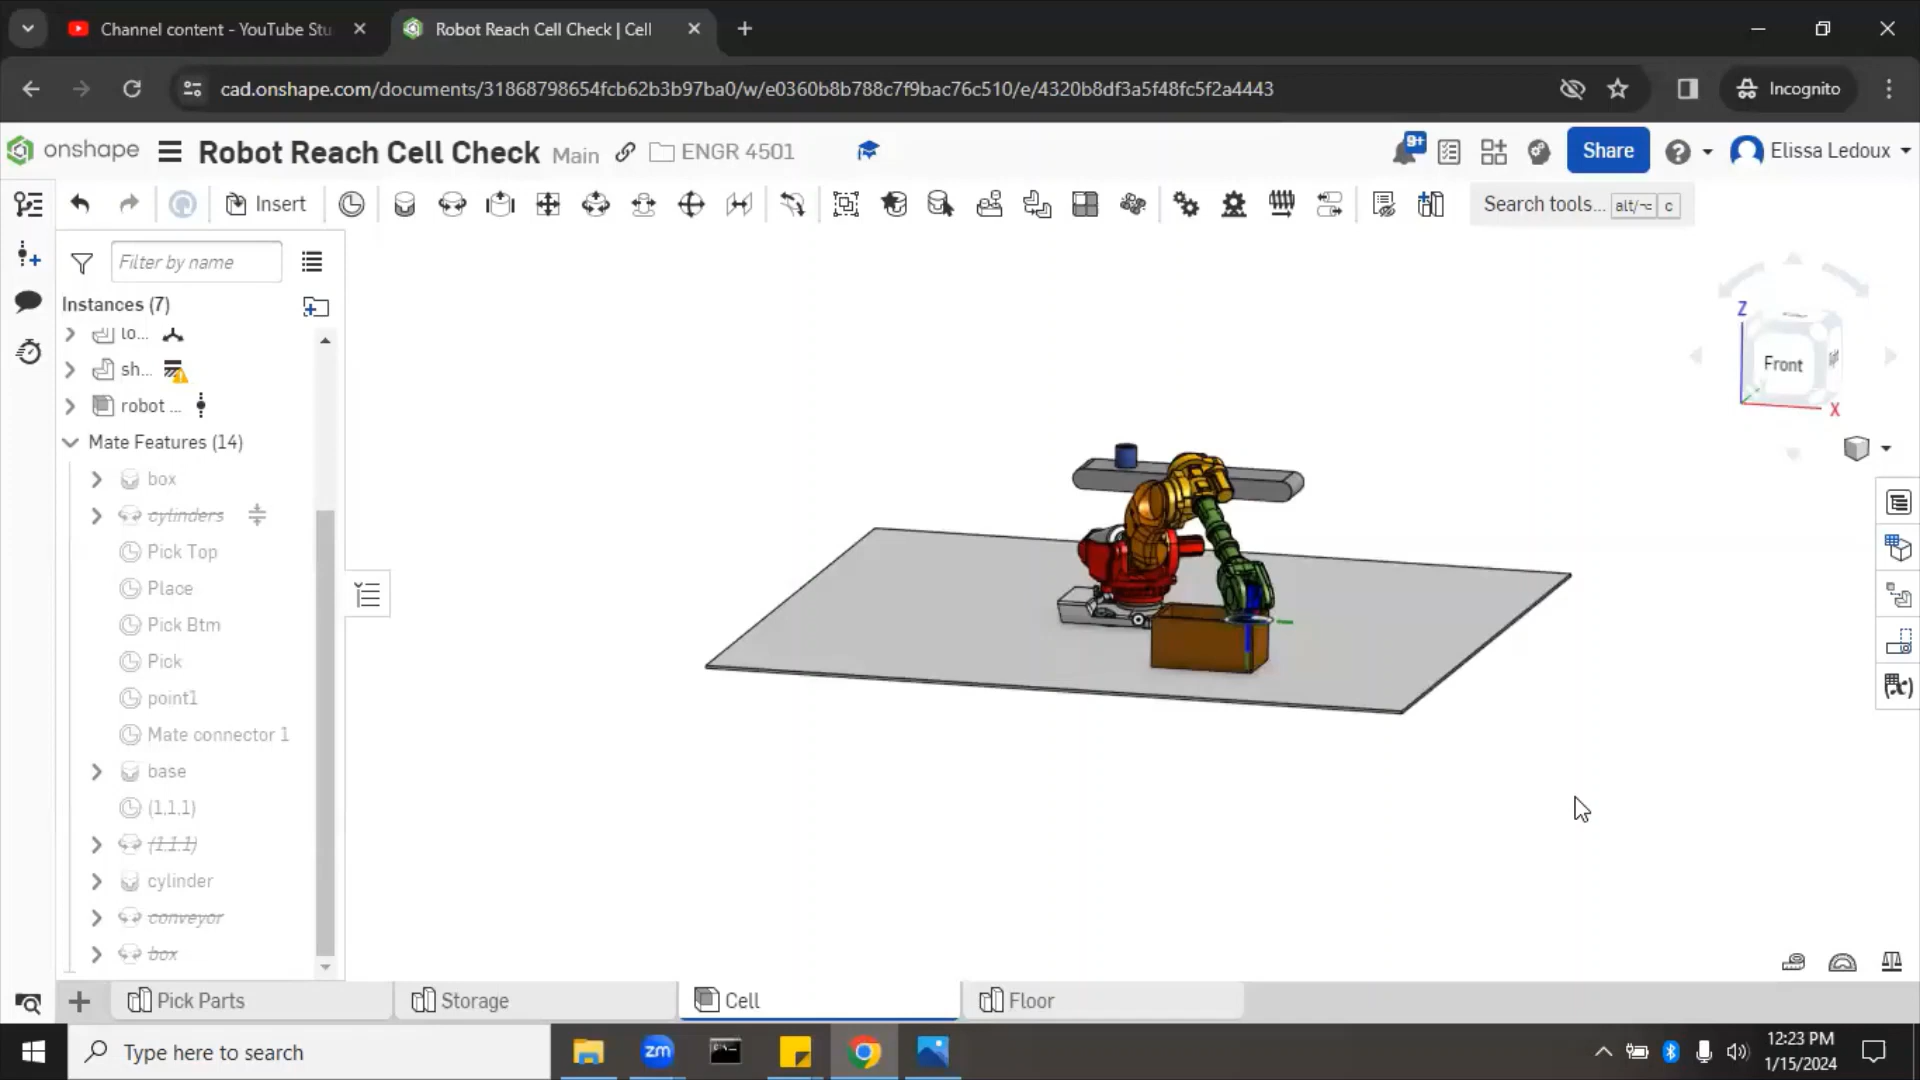 Channel content - YouTube Stu
Robot Reach Cell Check | Cell
cad.onshape.com/documents/31868798654fcb62b3b97ba0/w/e0360b8b788c7f9bac76c510/e/4320b8df3a5f48fc5f2a4443
Incognito
onshape
Robot Reach Cell Check Main ENGR 4501
9+
Share
Elissa Ledoux
Insert
Search tools... alt/⌥ c
Filter by name
Instances (7)
lo...
sh...
robot ...
Mate Features (14)
box
cylinders
Pick Top
Place
Pick Btm
Pick
point1
Mate connector 1
base
(1,1,1)
(1,1,1)
cylinder
conveyor
box
Z
Front
Right
X
Pick Parts
Storage
Cell
Floor
Type here to search
zm
12:23 PM
1/15/2024